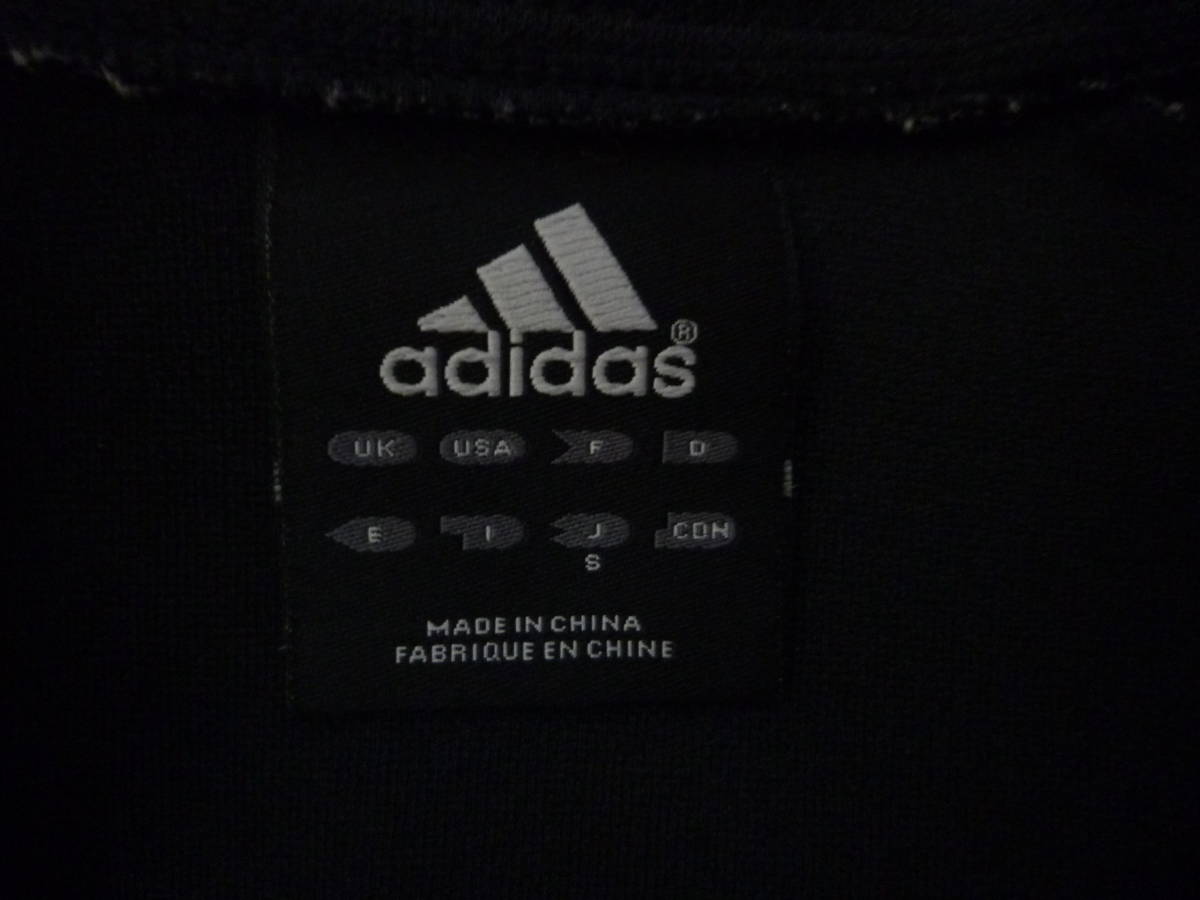 adidas®
UK USA F D
E I J CDN
S
MADE IN CHINA
FABRIQUE EN CHINE